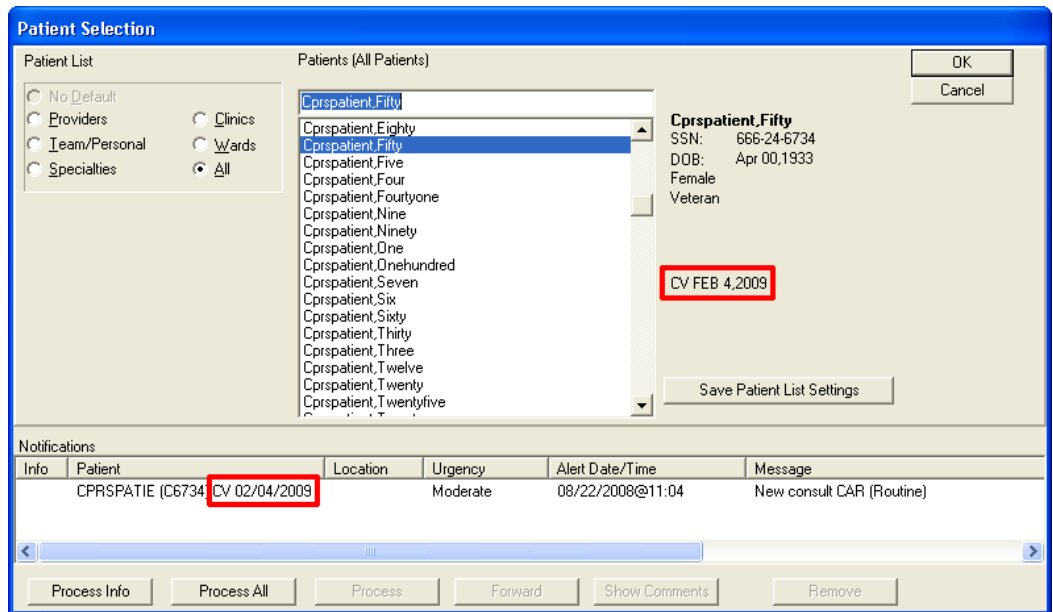 Patient Selection
Patient List
No Default
Providers
Clinics
Team/Personal
Wards
Specialties
All
Patients (All Patients)
Cprspatient,Fifty
Cprspatient,Eighty
Cprspatient,Fifty
Cprspatient,Five
Cprspatient,Four
Cprspatient,Fourtyone
Cprspatient,Nine
Cprspatient,Ninety
Cprspatient,One
Cprspatient,Onehundred
Cprspatient,Seven
Cprspatient,Six
Cprspatient,Sixty
Cprspatient,Thirty
Cprspatient,Three
Cprspatient,Twelve
Cprspatient,Twenty
Cprspatient,Twentyfive
OK
Cancel
Cprspatient,Fifty
SSN: 666-24-6734
DOB: Apr 00,1933
Female
Veteran
CV FEB 4,2009
Save Patient List Settings
Notifications
Info Patient Location Urgency Alert Date/Time Message
CPRSPATIE (C6734) CV 02/04/2009 Moderate 08/22/2008@11:04 New consult CAR (Routine)
Process Info Process All Process Forward Show Comments Remove